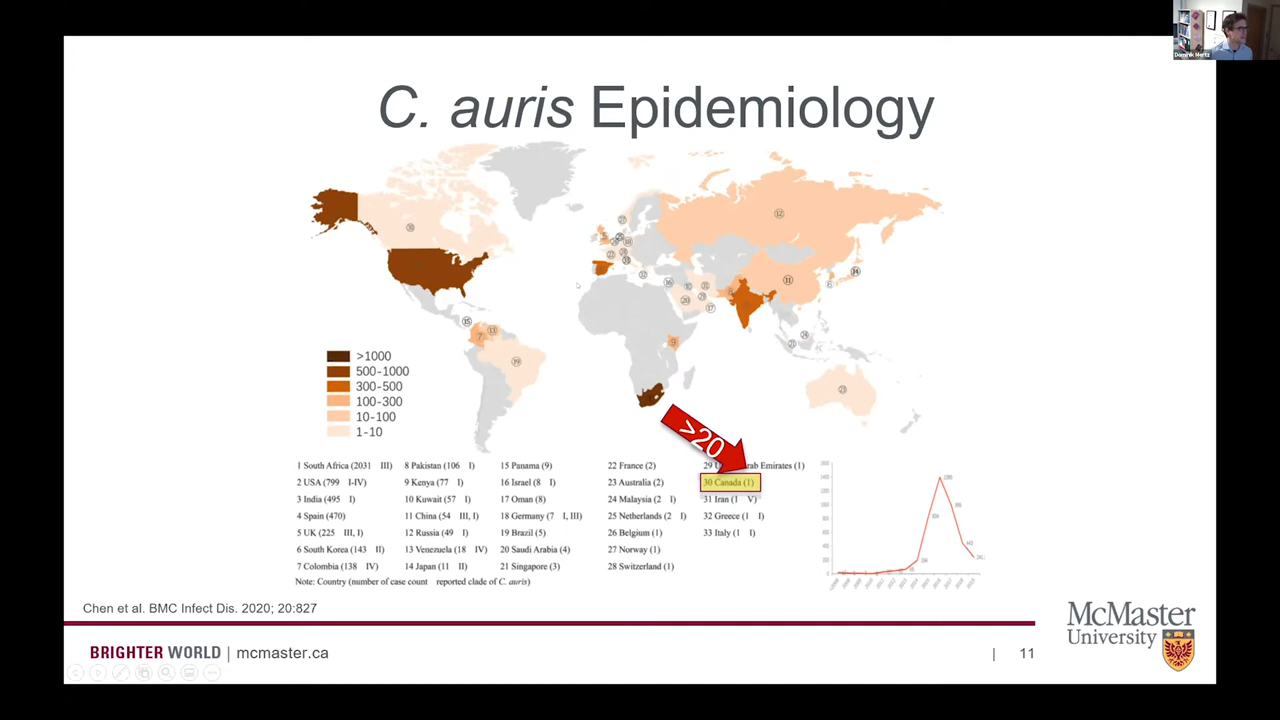 Dominik Mertz
C. auris Epidemiology
>1000
500-1000
300-500
100-300
10-100
1-10
>20
1 South Africa (2031 III)
2 USA (799 I-IV)
3 India (495 I)
4 Spain (470)
5 UK (225 III, I)
6 South Korea (143 II)
7 Colombia (138 IV)
8 Pakistan (106 I)
9 Kenya (77 I)
10 Kuwait (57 I)
11 China (54 III, I)
12 Russia (49 I)
13 Venezuela (18 IV)
14 Japan (11 II)
15 Panama (9)
16 Israel (8 I)
17 Oman (8)
18 Germany (7 I, III)
19 Brazil (5)
20 Saudi Arabia (4)
21 Singapore (3)
22 France (2)
23 Australia (2)
24 Malaysia (2 I)
25 Netherlands (2 I)
26 Belgium (1)
27 Norway (1)
28 Switzerland (1)
29 Arab Emirates (1)
30 Canada (1)
31 Iran (1 V)
32 Greece (1 I)
33 Italy (1 I)
Note: Country (number of case count reported clade of C. auris)
Chen et al. BMC Infect Dis. 2020; 20:827
BRIGHTER WORLD | mcmaster.ca
McMaster
University
| 11